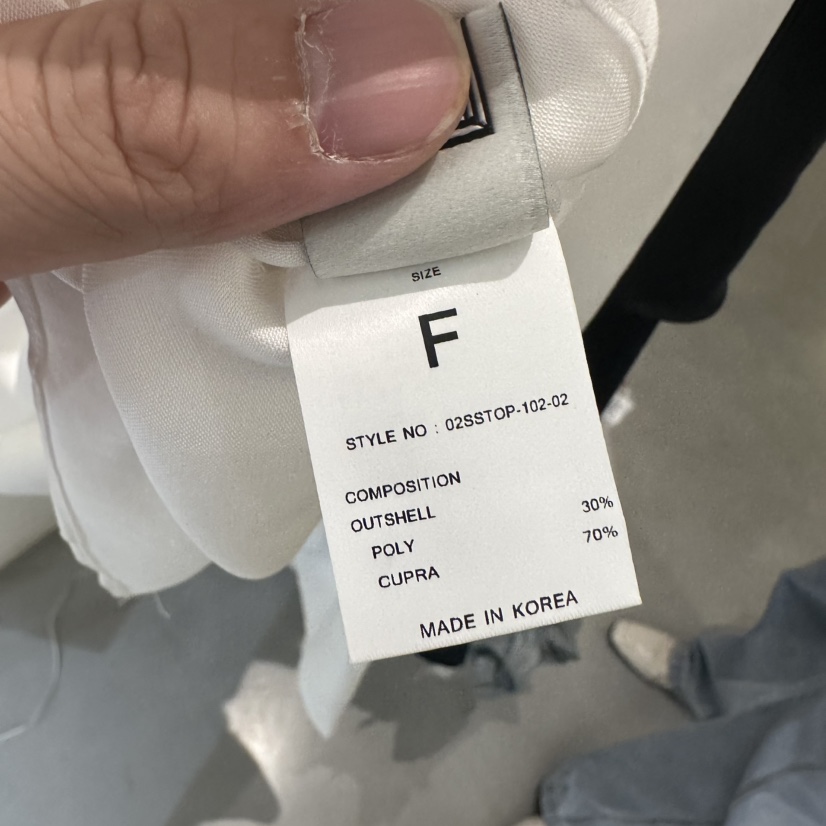 SIZE
F
STYLE NO : 02SSTOP-102-02
COMPOSITION
OUTSHELL
POLY 30%
CUPRA 70%
MADE IN KOREA